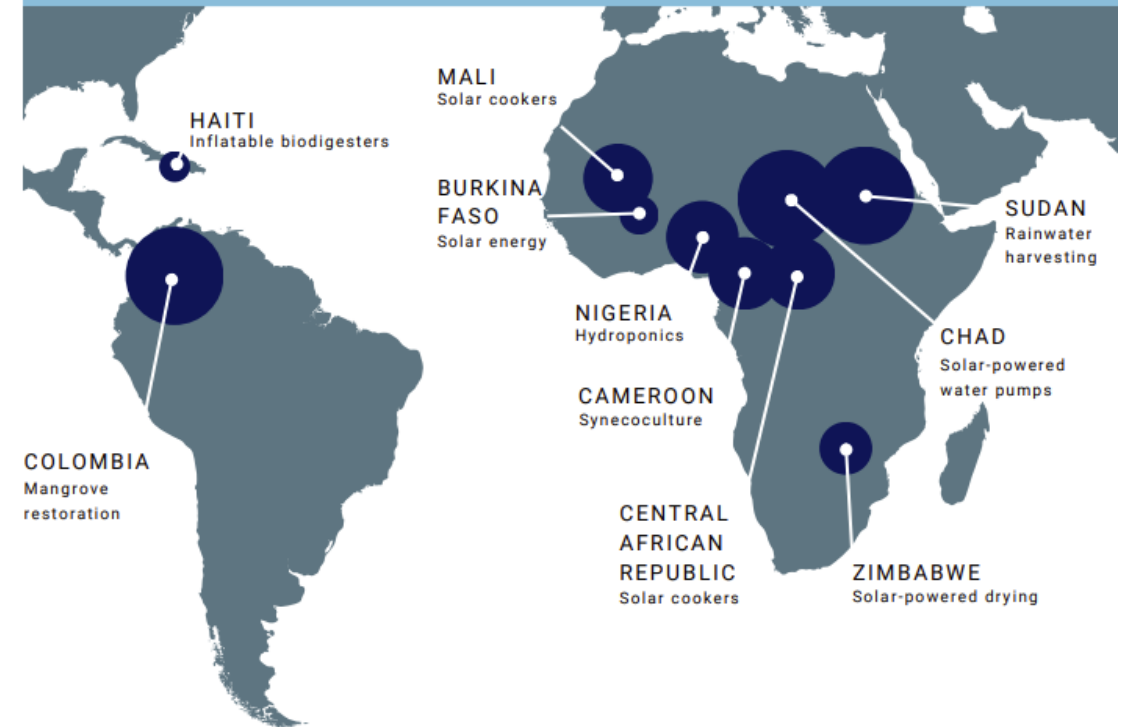 HAITI
Inflatable biodigesters
COLOMBIA
Mangrove
restoration
MALI
Solar cookers
BURKINA
FASO
Solar energy
NIGERIA
Hydroponics
CAMEROON
Synecoculture
CENTRAL
AFRICAN
REPUBLIC
Solar cookers
SUDAN
Rainwater
harvesting
CHAD
Solar-powered
water pumps
ZIMBABWE
Solar-powered drying